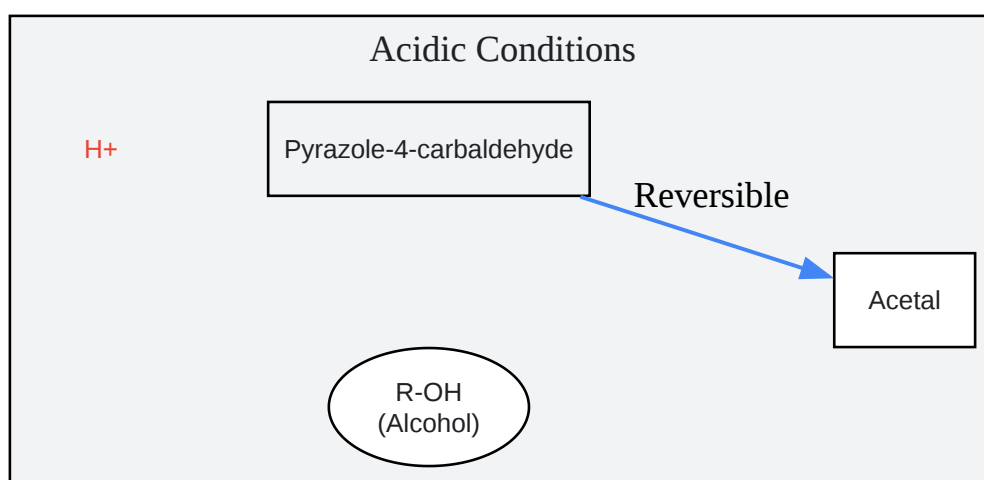 Acidic Conditions
H+
Pyrazole-4-carbaldehyde
Reversible
Acetal
R-OH
(Alcohol)